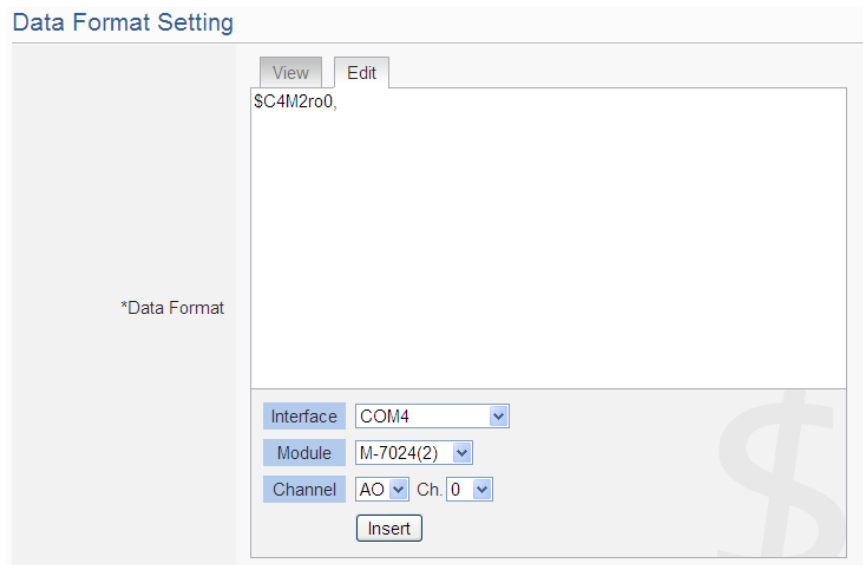 Data Format Setting
View Edit
$C4M2ro0,
*Data Format
Interface COM4
Module M-7024(2)
Channel AO Ch. 0
Insert
$